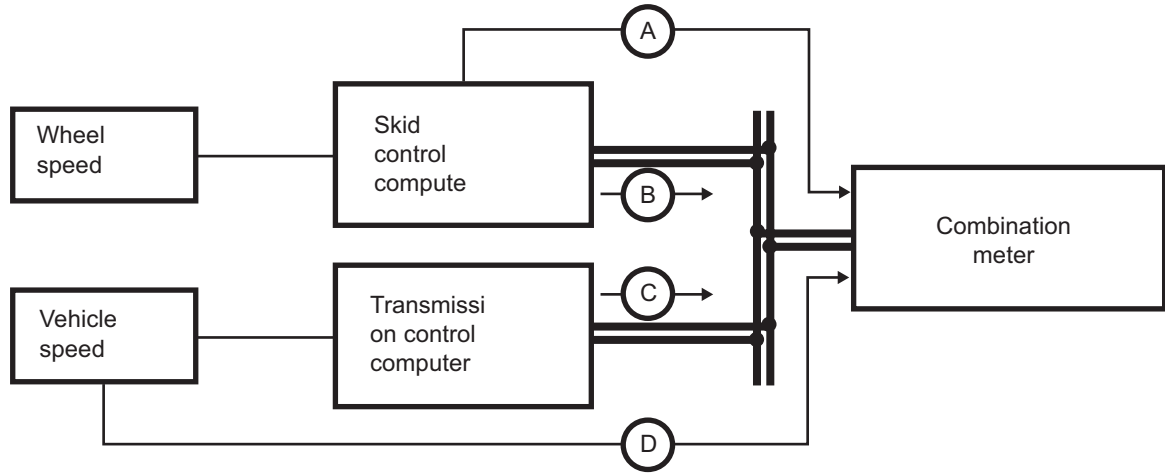 A
Wheel
speed
Skid
control
compute
B
Combination
meter
C
Vehicle
speed
Transmissi
on control
computer
D